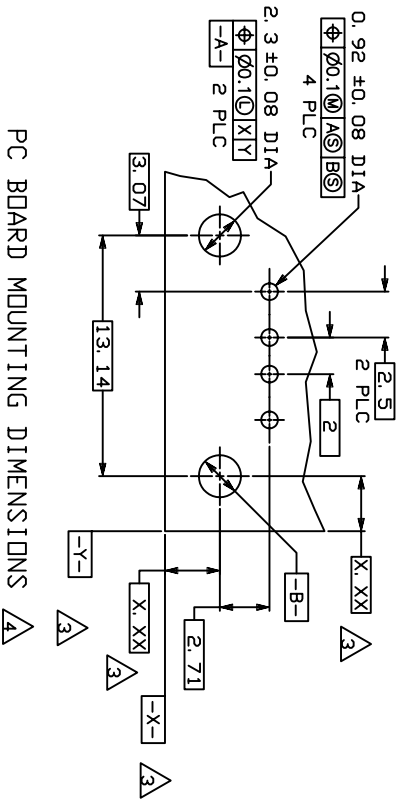 0.92 ±0.08 DIA
⌖ Ø0.1Ⓜ AⓈ BⓈ
4 PLC
2.3 ±0.08 DIA
⌖ Ø0.1Ⓛ X Y
-A-
2 PLC
2.5
2 PLC
2
X.XX
3
3.07
13.14
-B-
2.71
X.XX
3
-Y-
3
-X-
3
PC BOARD MOUNTING DIMENSIONS
4